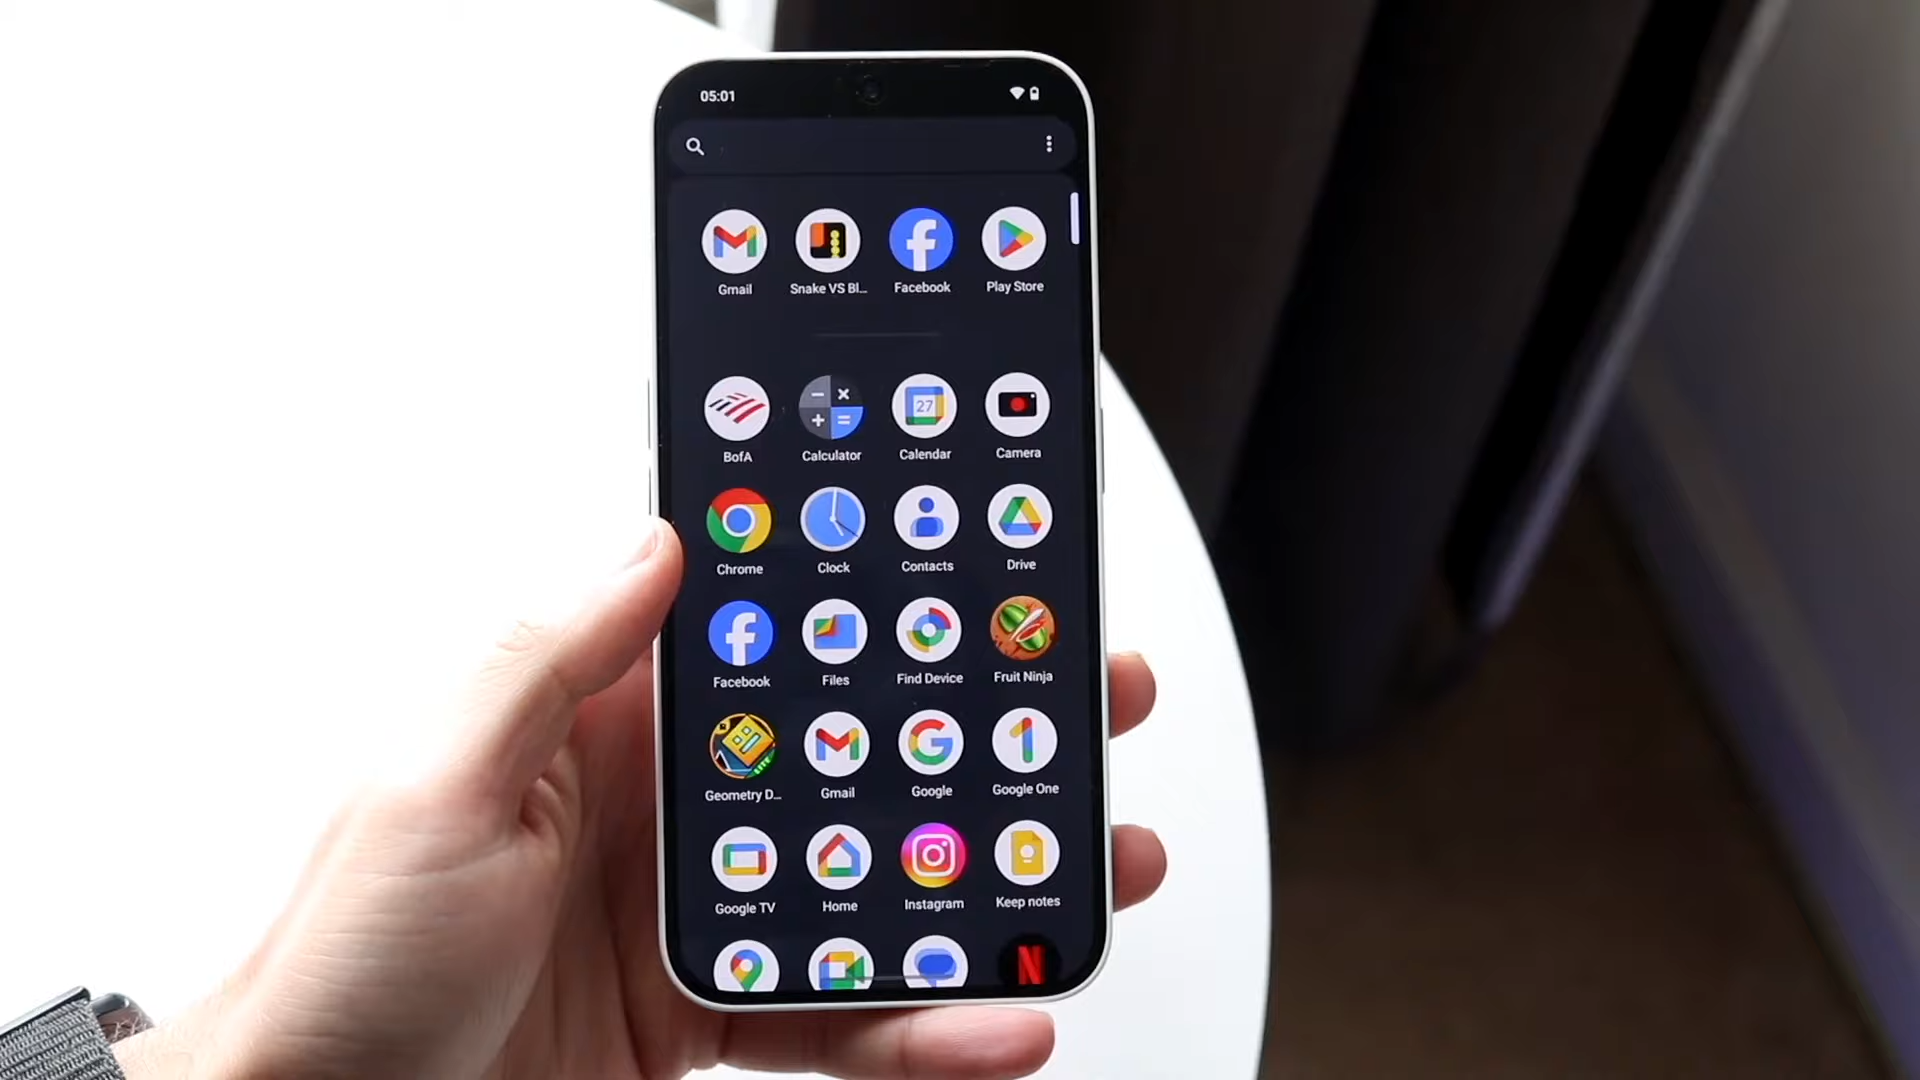 05:01
Gmail Snake VS Bl... Facebook Play Store
BofA Calculator Calendar Camera
27
Chrome Clock Contacts Drive
Facebook Files Find Device Fruit Ninja
Geometry D... Gmail Google Google One
Google TV Home Instagram Keep notes